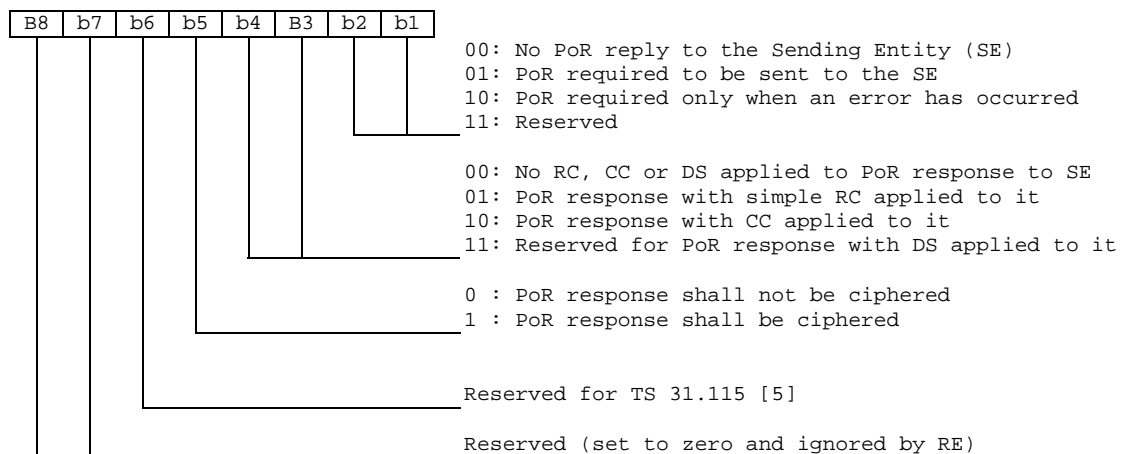 B8 b7 b6 b5 b4 B3 b2 b1
00: No PoR reply to the Sending Entity (SE)
01: PoR required to be sent to the SE
10: PoR required only when an error has occurred
11: Reserved
00: No RC, CC or DS applied to PoR response to SE
01: PoR response with simple RC applied to it
10: PoR response with CC applied to it
11: Reserved for PoR response with DS applied to it
0 : PoR response shall not be ciphered
1 : PoR response shall be ciphered
Reserved for TS 31.115 [5]
Reserved (set to zero and ignored by RE)